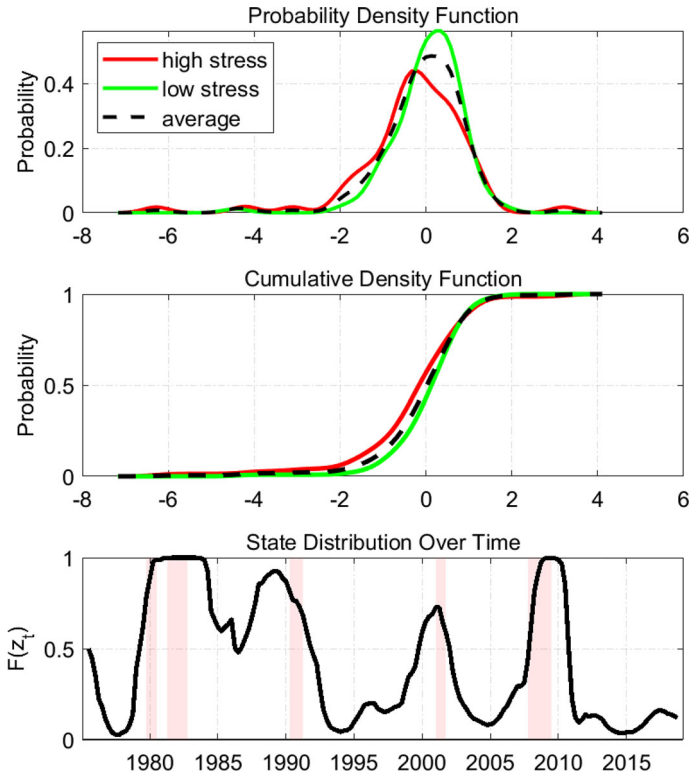 Probability Density Function
Probability
0.4
0.2
0
high stress
low stress
average
-8 -6 -4 -2 0 2 4 6
Cumulative Density Function
Probability
1
0.5
0
-8 -6 -4 -2 0 2 4 6
State Distribution Over Time
F(z_t)
1
0.5
0
1980 1985 1990 1995 2000 2005 2010 2015